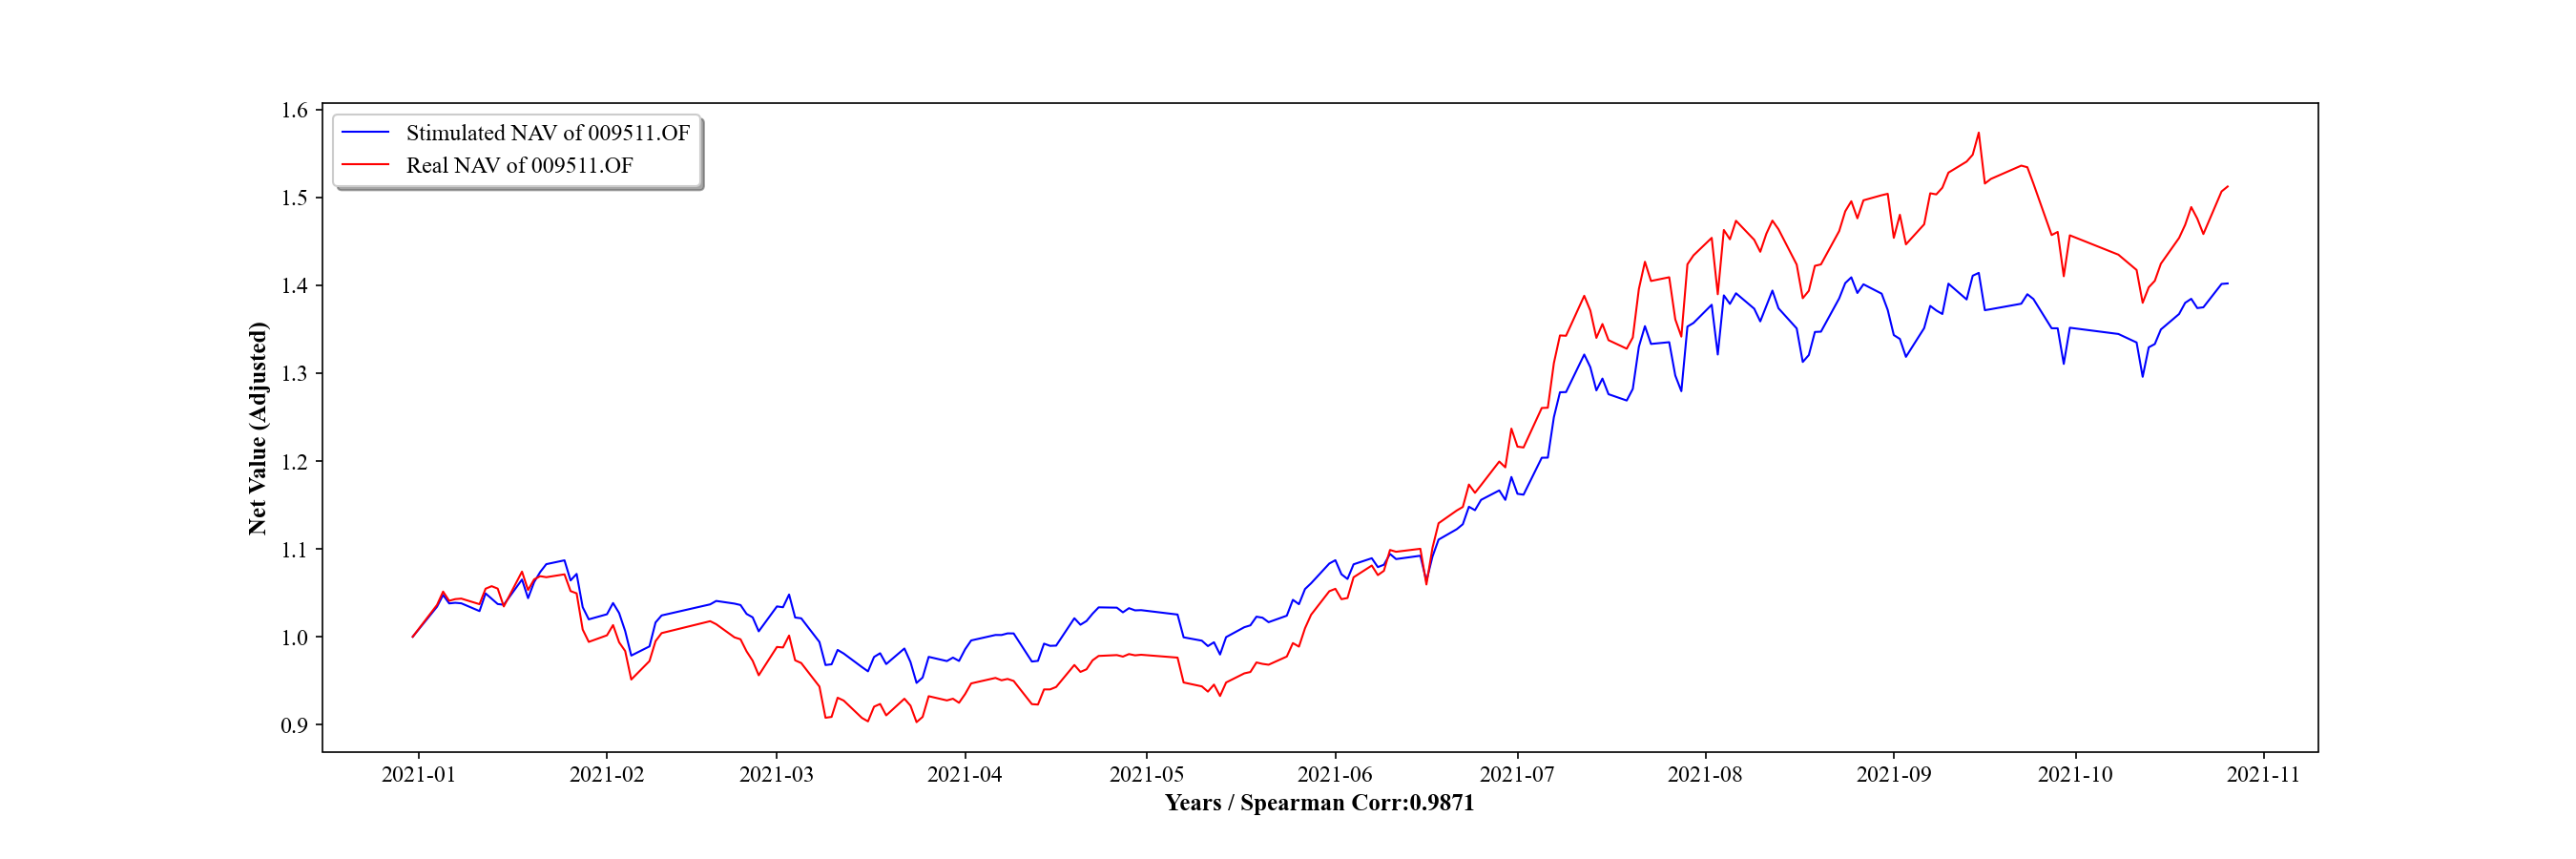 1.6
Stimulated NAV of 009511.OF
Real NAV of 009511.OF
1.5
1.4
1.3
1.2
1.1
1.0
0.9
Net Value (Adjusted)
2021-01 2021-02 2021-03 2021-04 2021-05 2021-06 2021-07 2021-08 2021-09 2021-10 2021-11
Years / Spearman Corr:0.9871